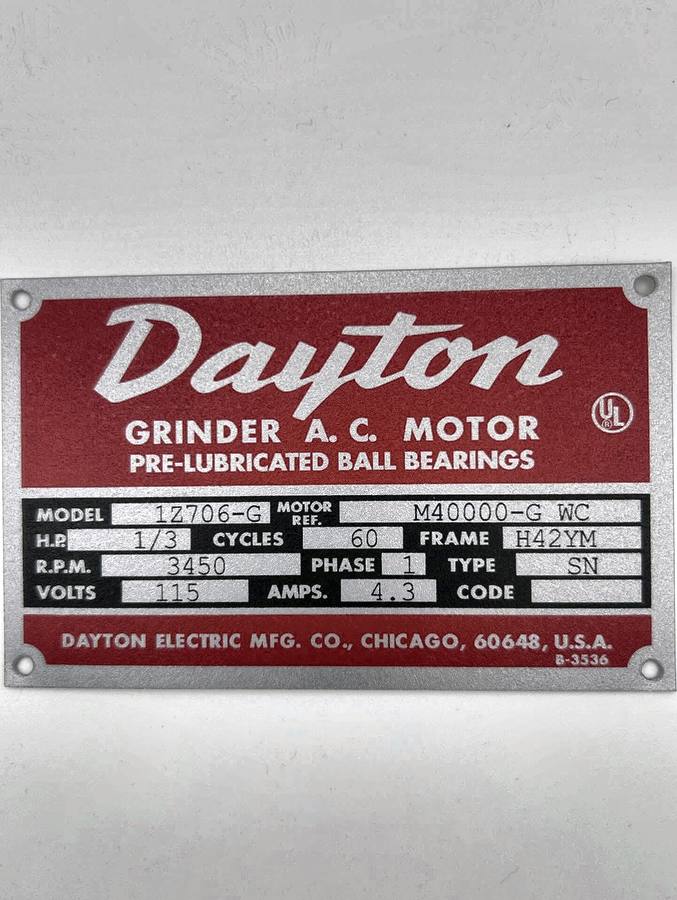 Dayton
GRINDER A.C. MOTOR
UL
®
PRE-LUBRICATED BALL BEARINGS
MODEL 1Z706-G MOTOR REF. M40000-G WC
H.P. 1/3 CYCLES 60 FRAME H42YM
R.P.M. 3450 PHASE 1 TYPE SN
VOLTS 115 AMPS. 4.3 CODE
DAYTON ELECTRIC MFG. CO., CHICAGO, 60648, U.S.A.
B-3536